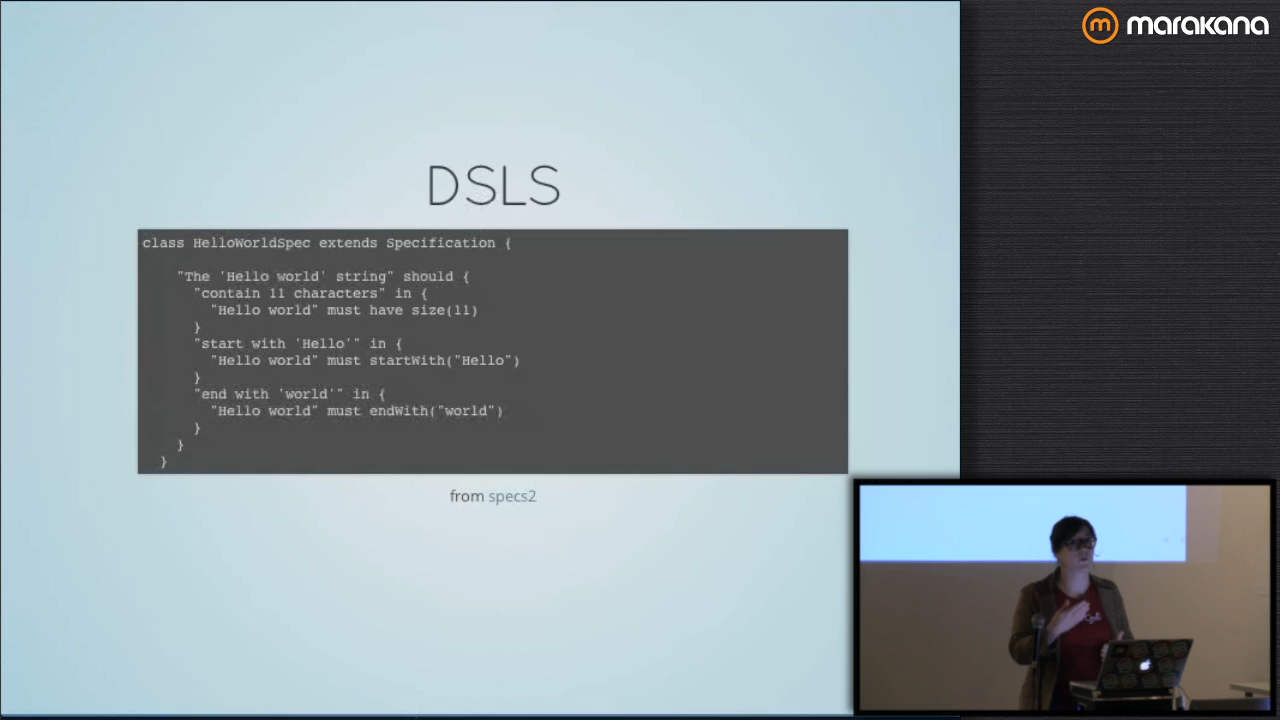 marakana
DSLS
class HelloWorldSpec extends Specification {
"The 'Hello world' string" should {
"contain 11 characters" in {
"Hello world" must have size(11)
}
"start with 'Hello'" in {
"Hello world" must startWith("Hello")
}
"end with 'world'" in {
"Hello world" must endWith("world")
}
}
}
from specs2